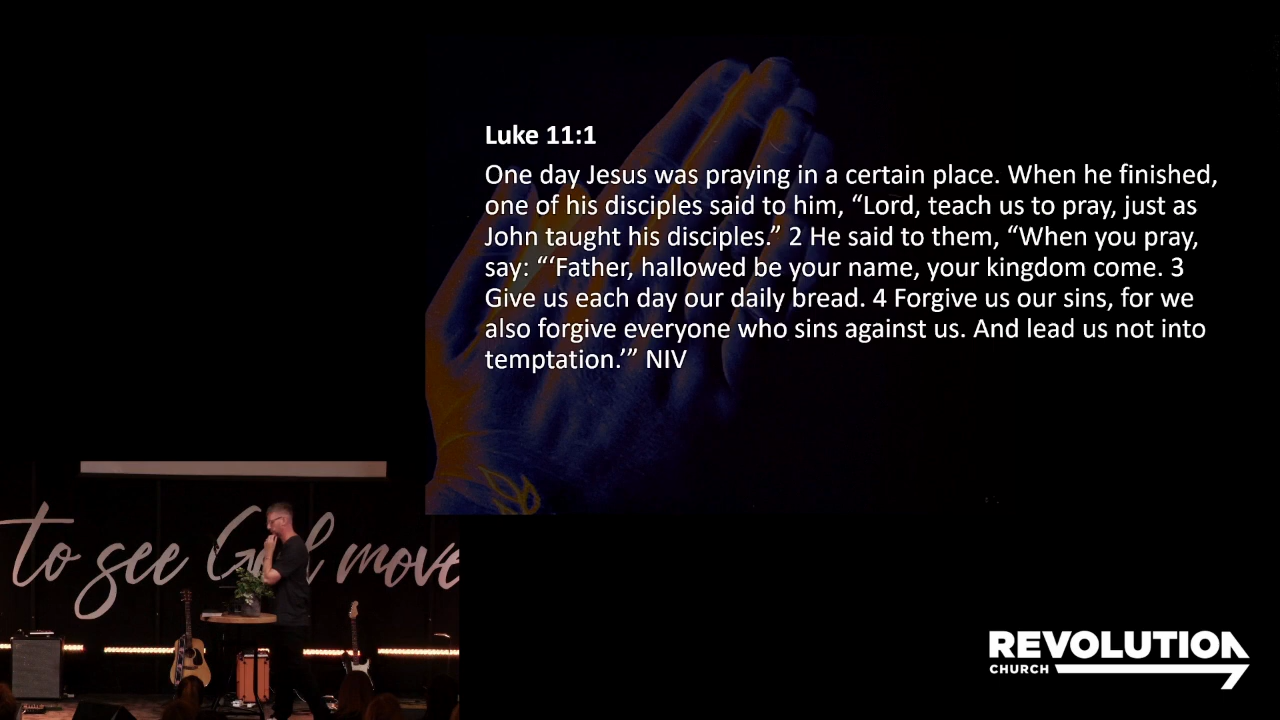 Luke 11:1
One day Jesus was praying in a certain place. When he finished,
one of his disciples said to him, “Lord, teach us to pray, just as
John taught his disciples.” 2 He said to them, “When you pray,
say: “‘Father, hallowed be your name, your kingdom come. 3
Give us each day our daily bread. 4 Forgive us our sins, for we
also forgive everyone who sins against us. And lead us not into
temptation.’” NIV
to see God move
REVOLUTION
CHURCH